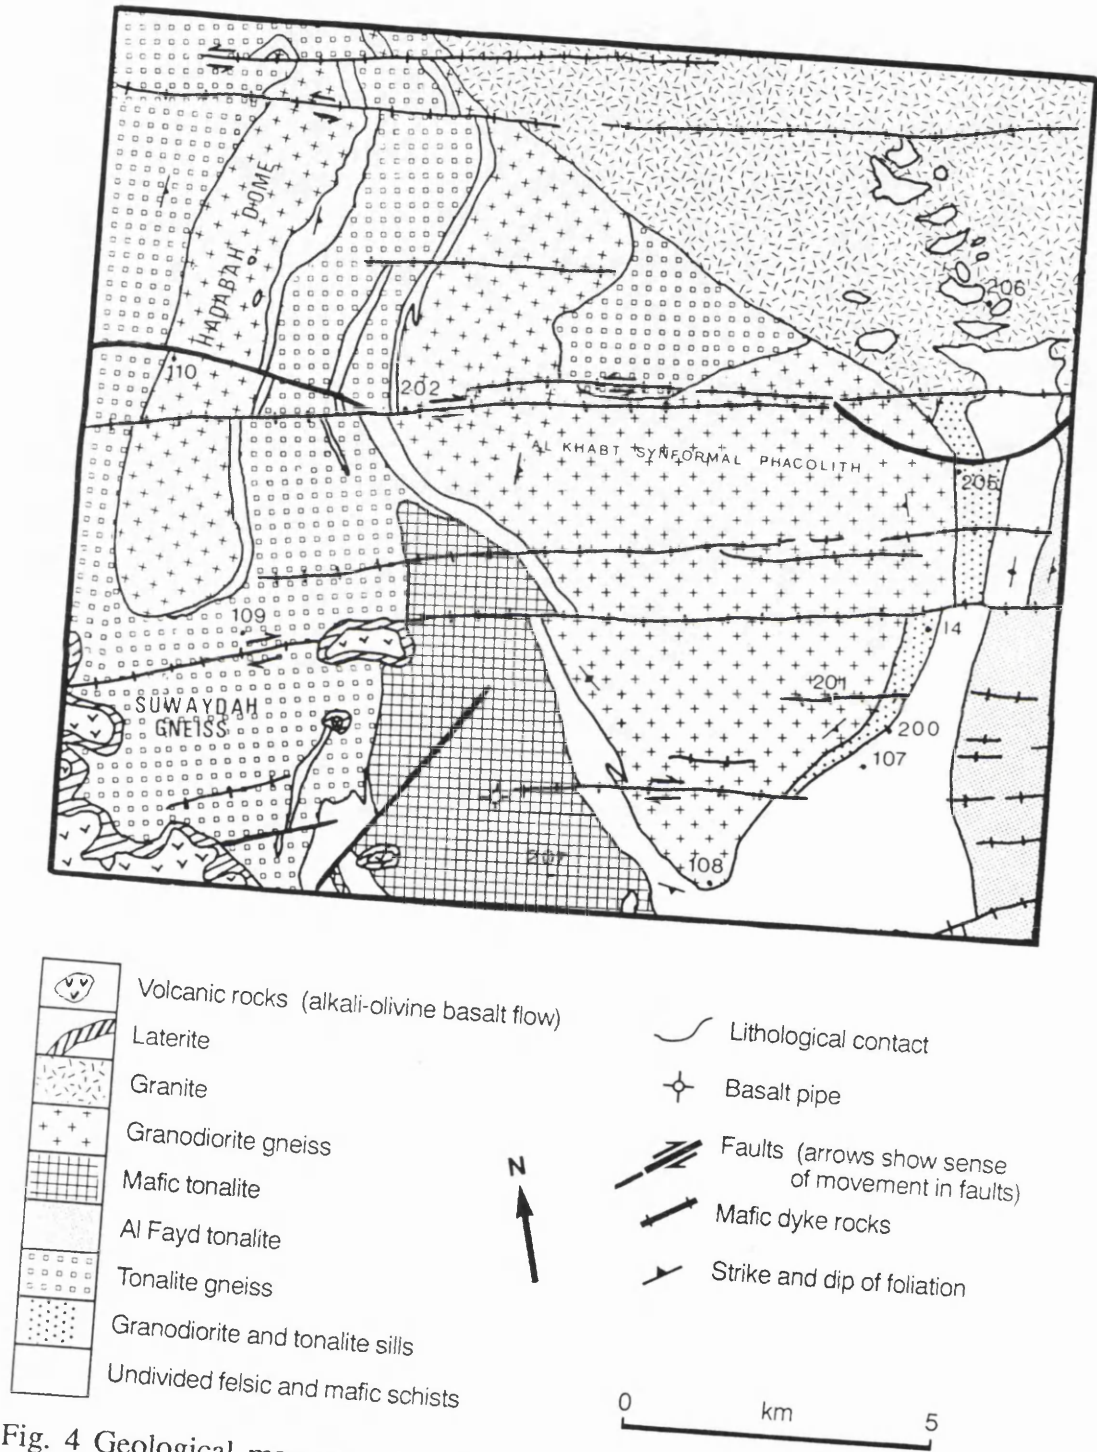 206
HADABAH DOME
110
202
AL KHABT SYNFORMAL PHACOLITH
205
109
14
SUWAYDAH
GNEISS
201
200
107
207
108
Volcanic rocks (alkali-olivine basalt flow)
Laterite
Granite
Granodiorite gneiss
Mafic tonalite
Al Fayd tonalite
Tonalite gneiss
Granodiorite and tonalite sills
Undivided felsic and mafic schists
N
Lithological contact
Basalt pipe
Faults (arrows show sense
of movement in faults)
Mafic dyke rocks
Strike and dip of foliation
0 km 5
Fig. 4 Geological